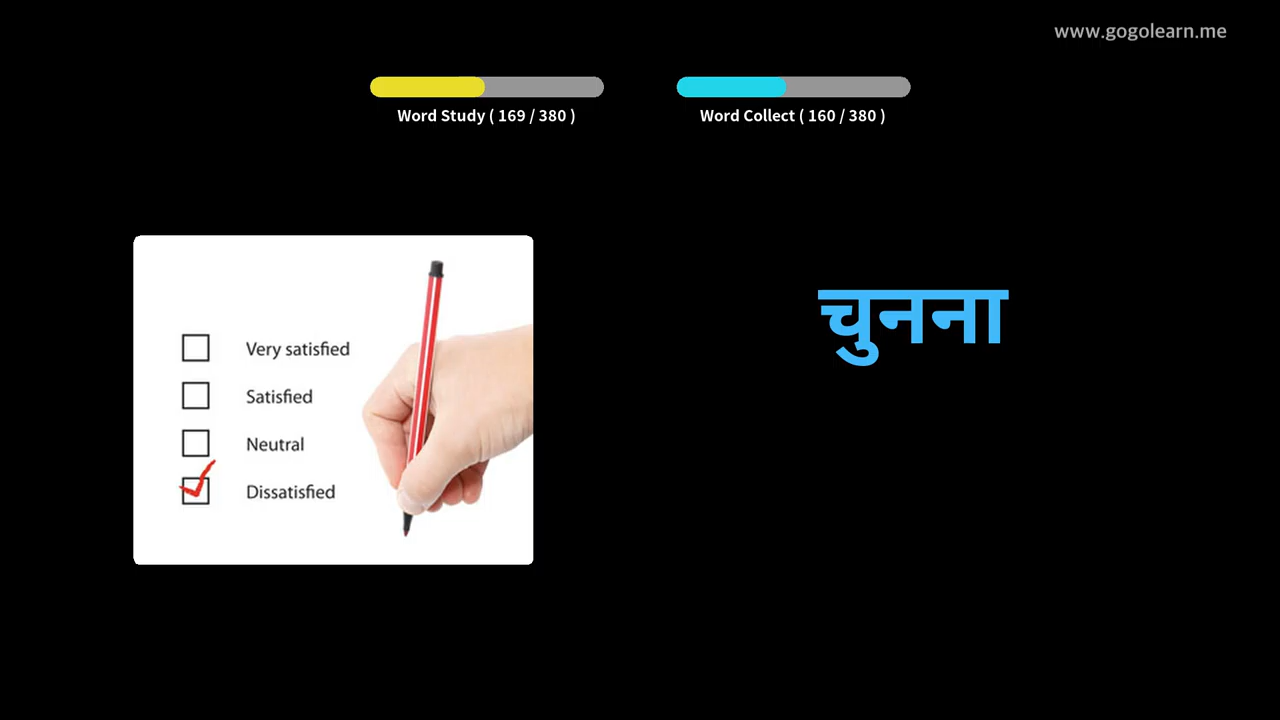 www.gogolearn.me
Word Study ( 169 / 380 )
Word Collect ( 160 / 380 )
Very satisfied
Satisfied
Neutral
Dissatisfied
चुनना